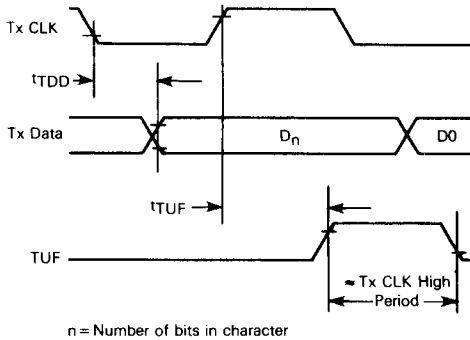 Tx CLK
tTDD
Tx Data
Dn
D0
tTUF
TUF
≈ Tx CLK High
Period
n = Number of bits in character